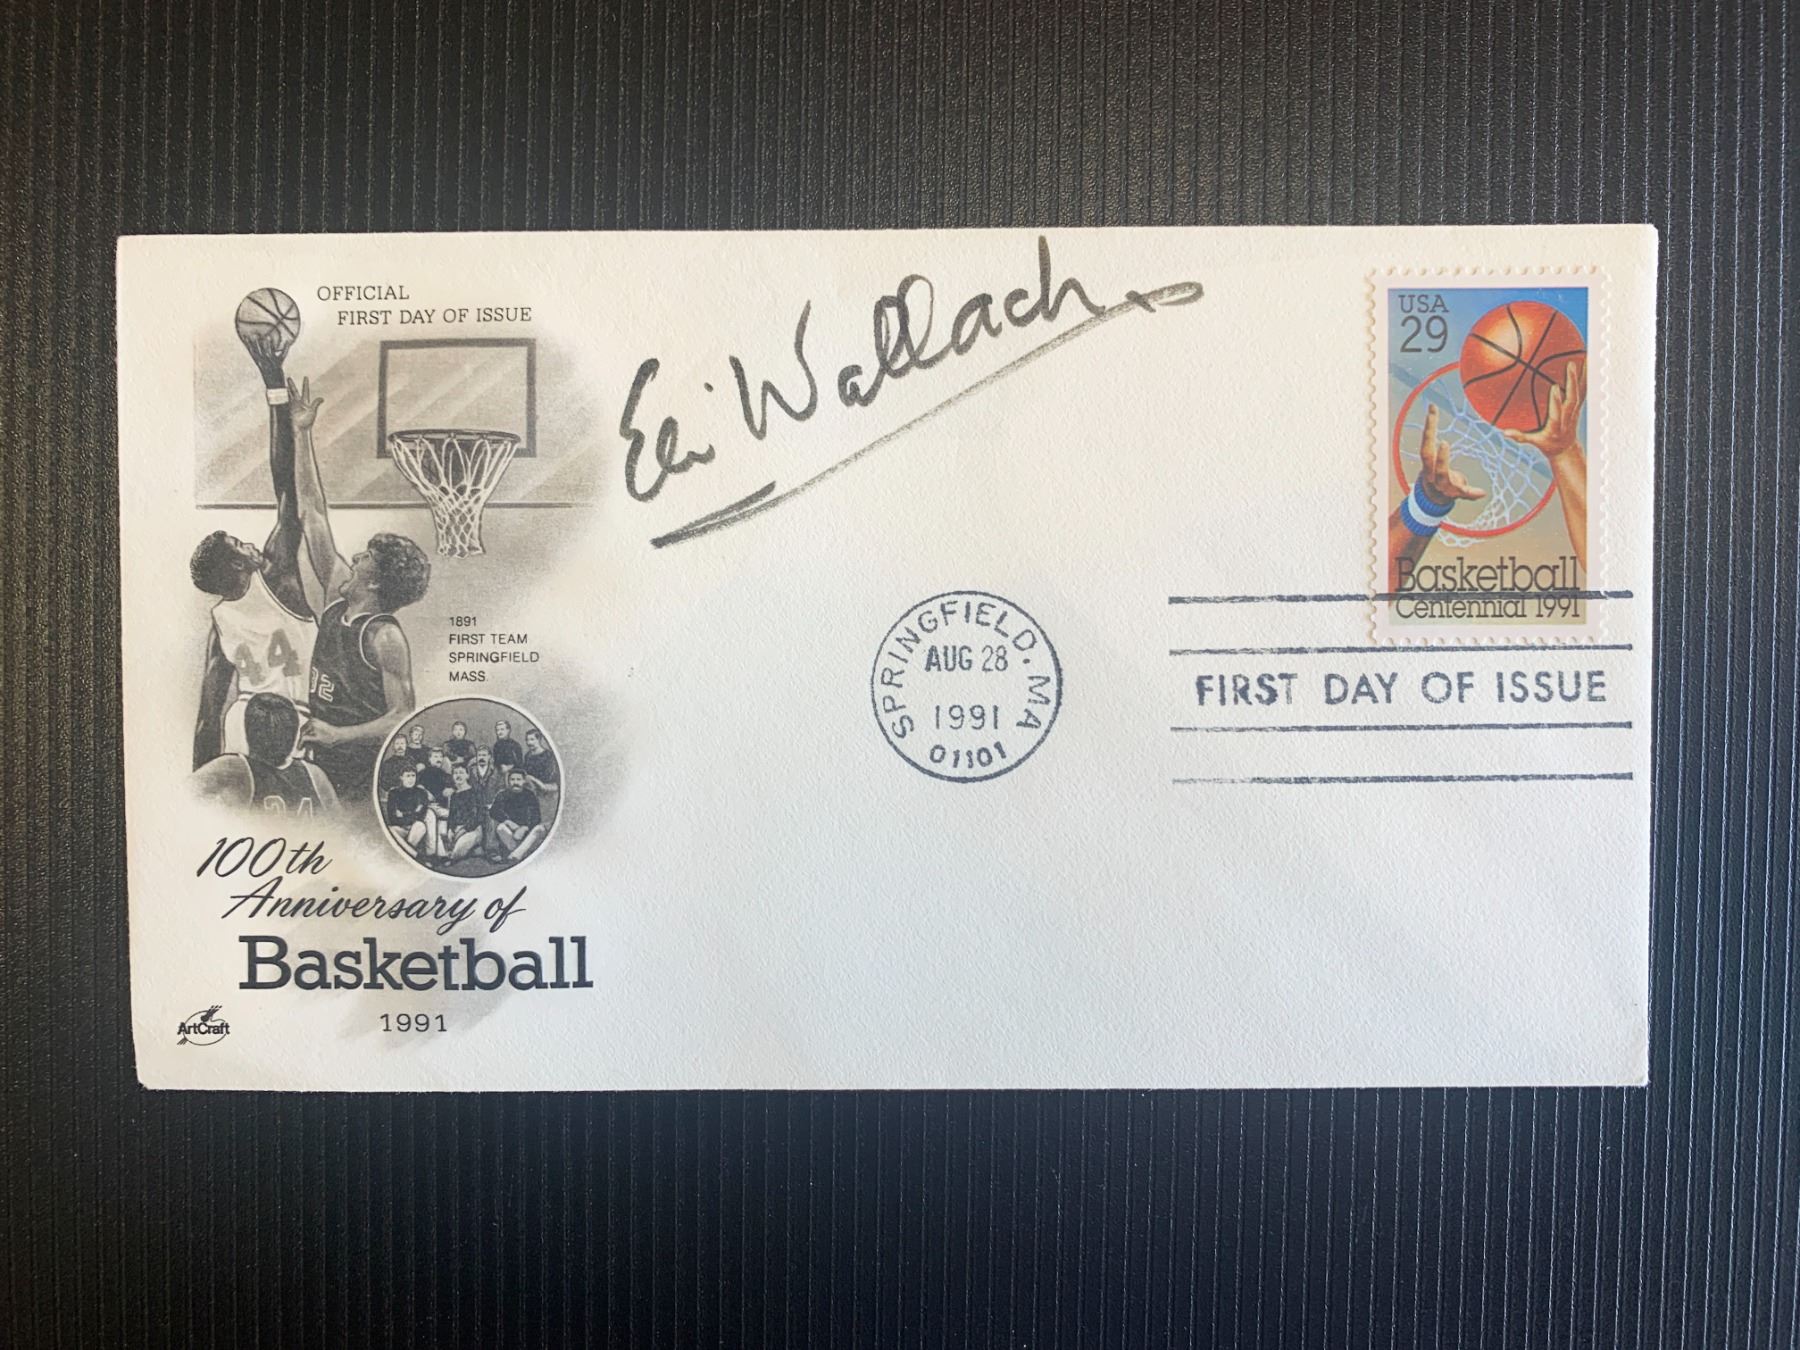 OFFICIAL
FIRST DAY OF ISSUE
Eli Wallach
USA
29
Basketball
Centennial 1991
44
32
24
1891
FIRST TEAM
SPRINGFIELD
MASS.
SPRINGFIELD, MA
AUG 28
1991
01101
FIRST DAY OF ISSUE
100th
Anniversary of
Basketball
1991
ArtCraft